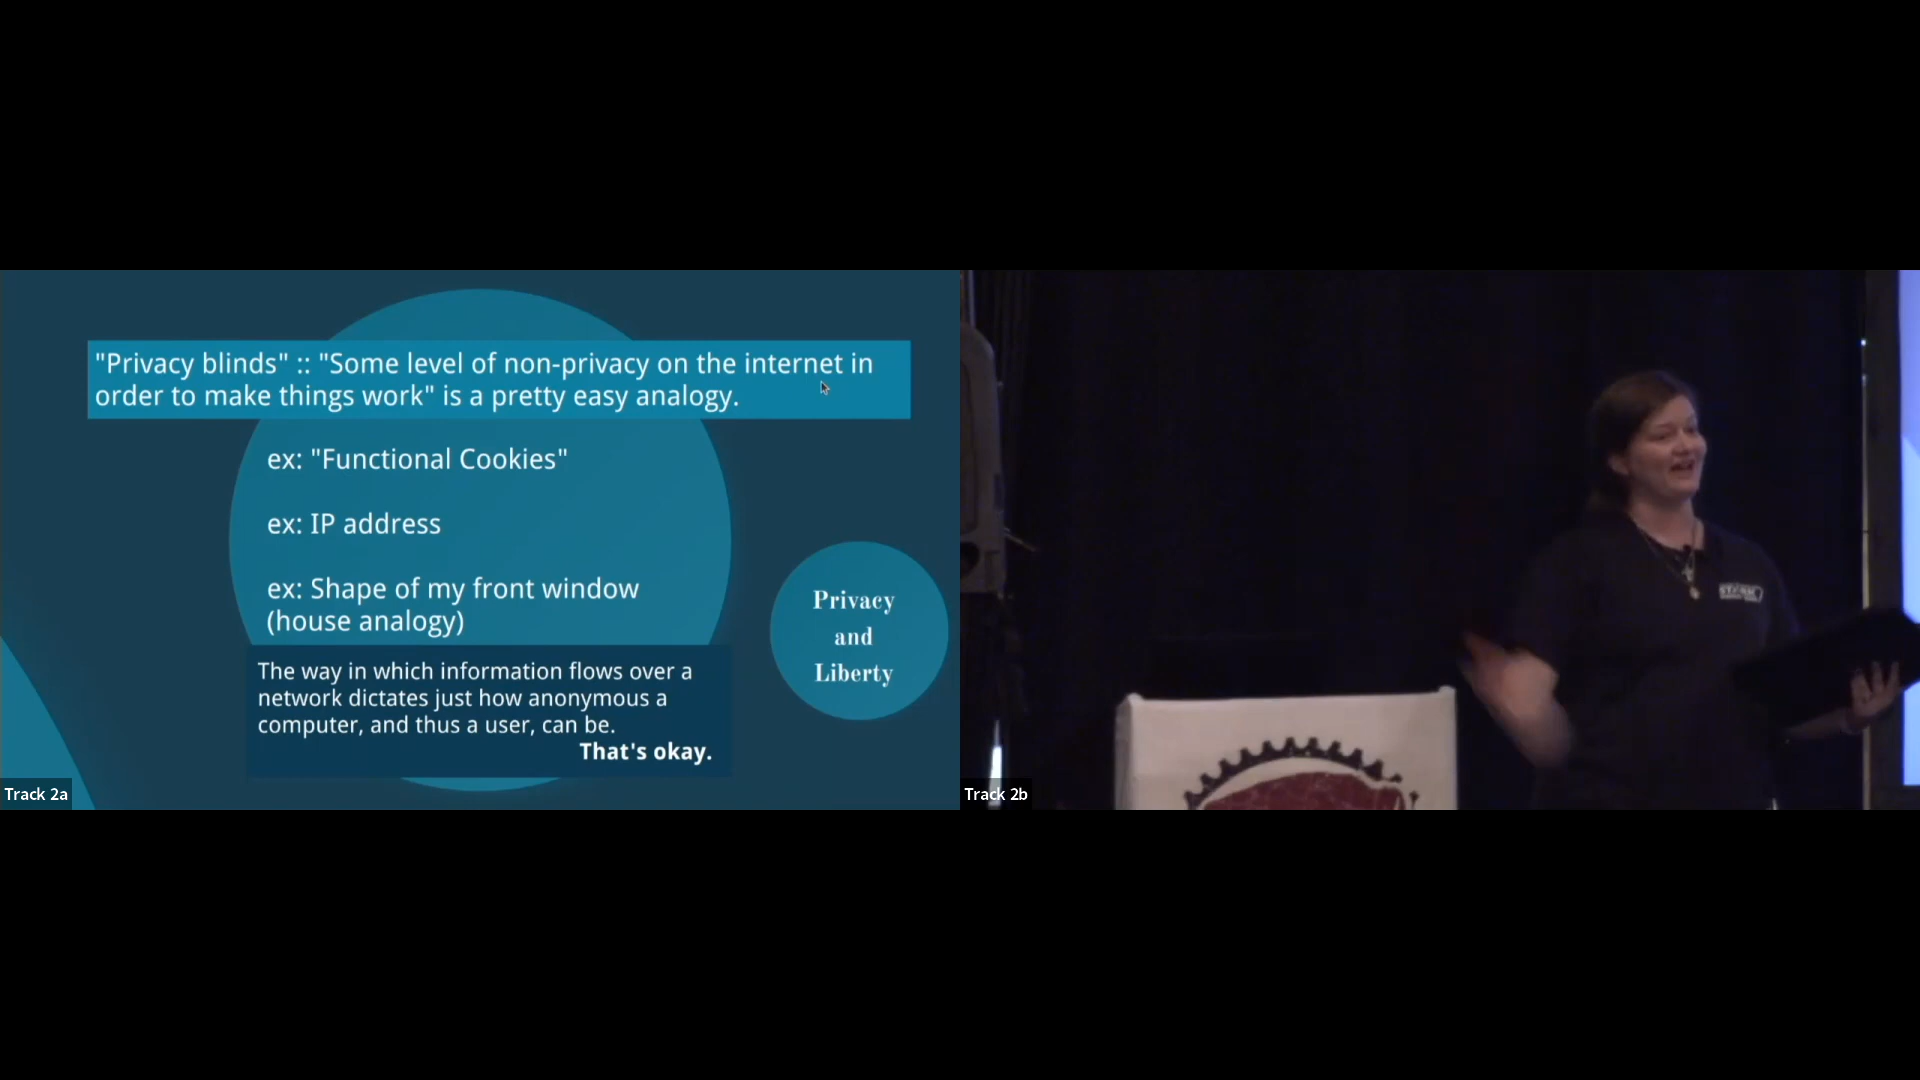 "Privacy blinds" :: "Some level of non-privacy on the internet in
order to make things work" is a pretty easy analogy.
ex: "Functional Cookies"
ex: IP address
ex: Shape of my front window
(house analogy)
The way in which information flows over a
network dictates just how anonymous a
computer, and thus a user, can be.
That's okay.
Privacy
and
Liberty
Track 2a
Track 2b